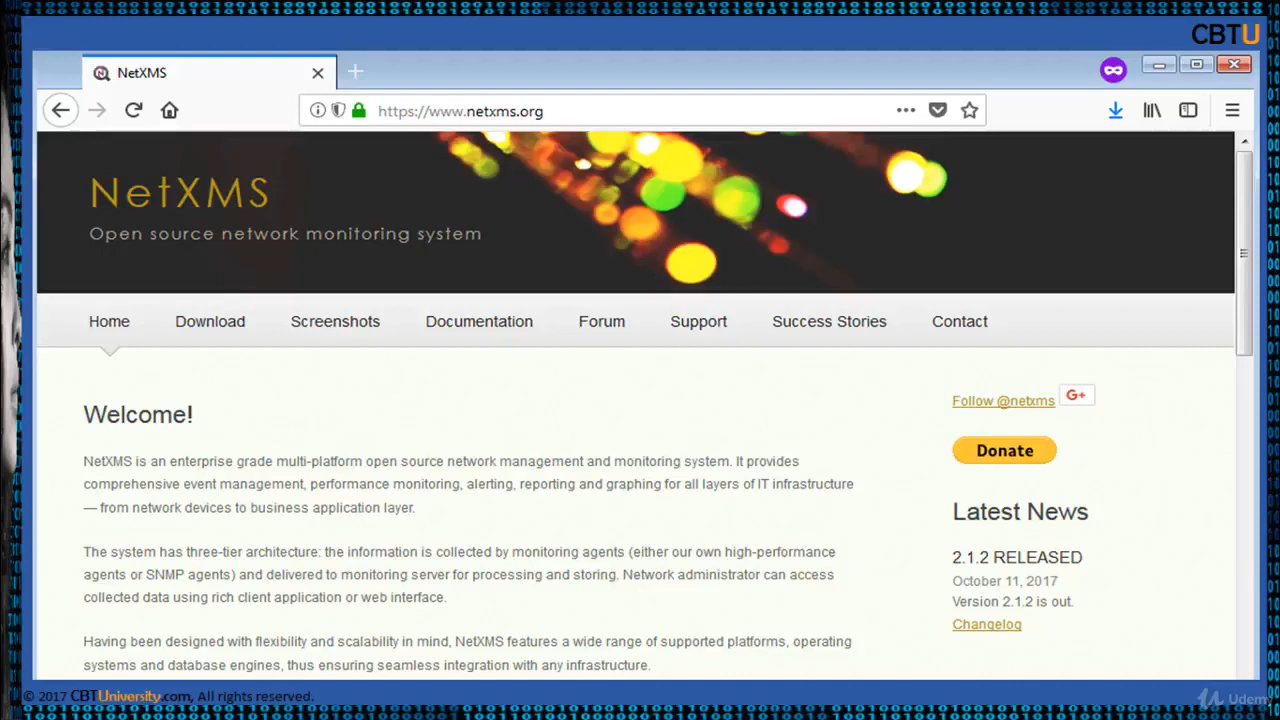 CBTU
NetXMS
https://www.netxms.org
NetXMS
Open source network monitoring system
Home Download Screenshots Documentation Forum Support Success Stories Contact
Welcome!
NetXMS is an enterprise grade multi-platform open source network management and monitoring system. It provides
comprehensive event management, performance monitoring, alerting, reporting and graphing for all layers of IT infrastructure
— from network devices to business application layer.
The system has three-tier architecture: the information is collected by monitoring agents (either our own high-performance
agents or SNMP agents) and delivered to monitoring server for processing and storing. Network administrator can access
collected data using rich client application or web interface.
Having been designed with flexibility and scalability in mind, NetXMS features a wide range of supported platforms, operating
systems and database engines, thus ensuring seamless integration with any infrastructure.
Follow @netxms G+
Donate
Latest News
2.1.2 RELEASED
October 11, 2017
Version 2.1.2 is out.
Changelog
© 2017 CBTUniversity.com, All rights reserved.
Udemy